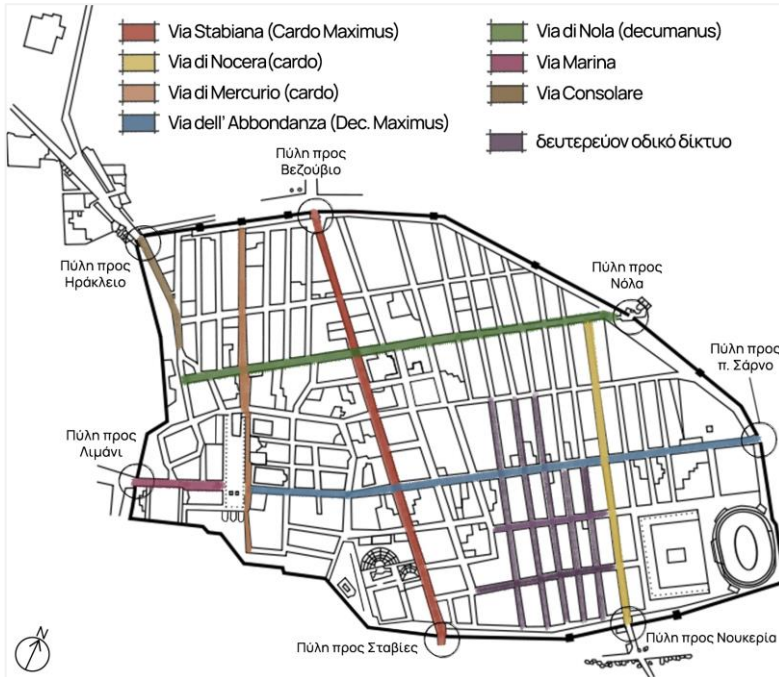 Via Stabiana (Cardo Maximus)
Via di Nocera(cardo)
Via di Mercurio (cardo)
Via dell' Abbondanza (Dec. Maximus)
Via di Nola (decumanus)
Via Marina
Via Consolare
δευτερεύον οδικό δίκτυο
Πύλη προς
Βεζούβιο
Πύλη προς
Ηράκλειο
Πύλη προς
Νόλα
Πύλη προς
π. Σάρνο
Πύλη προς
Λιμάνι
Πύλη προς Σταβίες
Πύλη προς Νουκερία
N